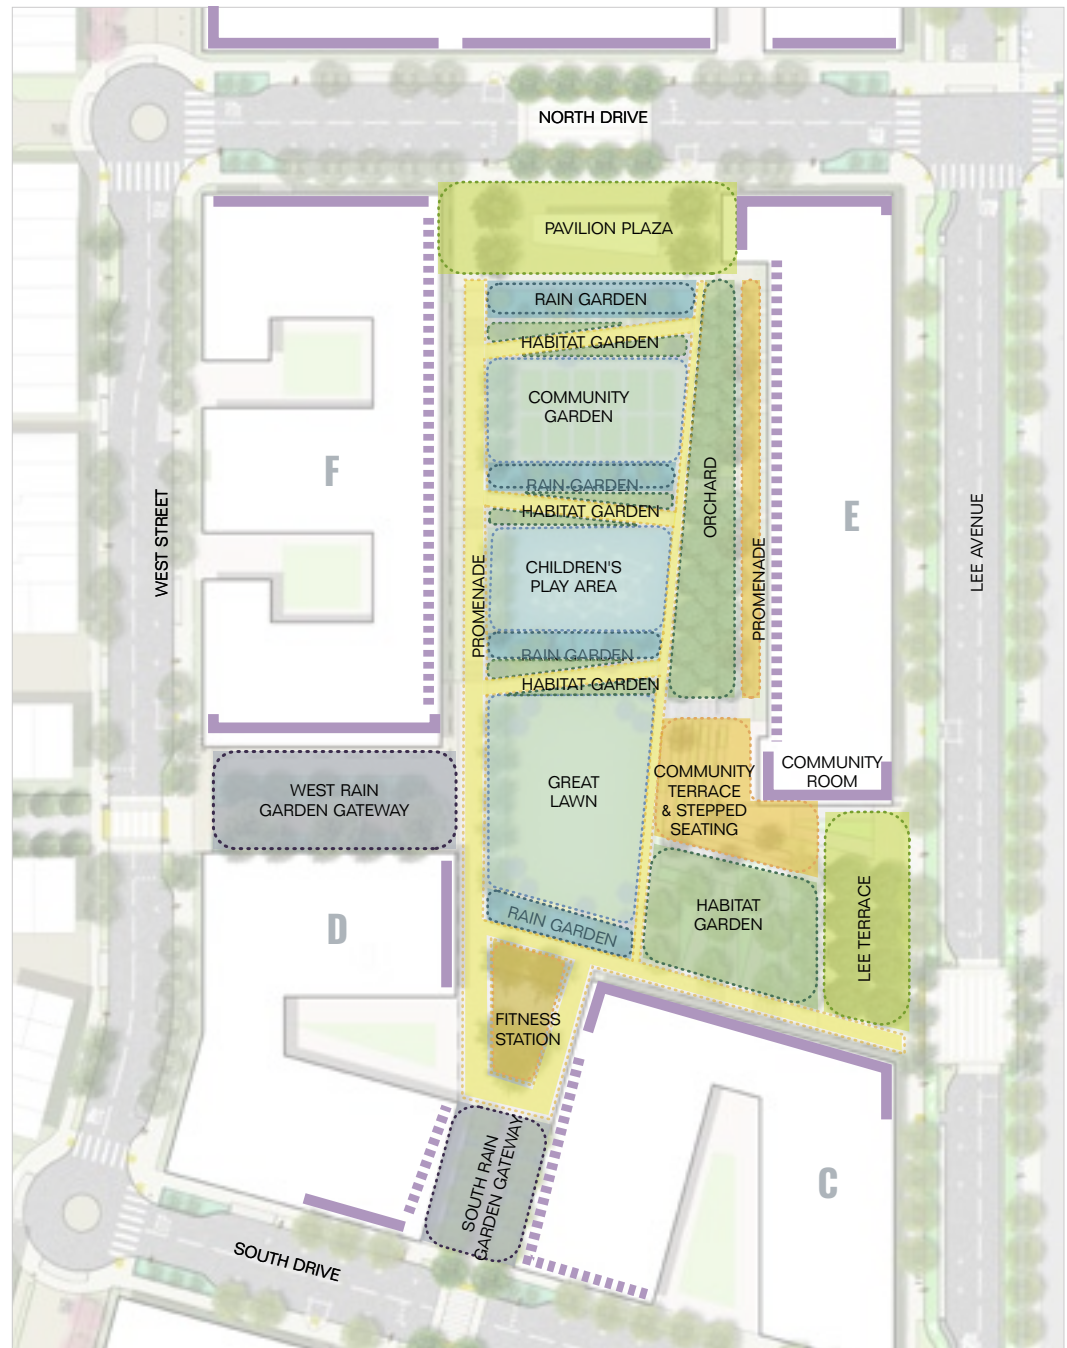 NORTH DRIVE
PAVILION PLAZA
RAIN GARDEN
HABITAT GARDEN
COMMUNITY
GARDEN
F
RAIN GARDEN
ORCHARD
HABITAT GARDEN
E
WEST STREET
LEE AVENUE
CHILDREN'S
PLAY AREA
PROMENADE
PROMENADE
RAIN GARDEN
HABITAT GARDEN
WEST RAIN
GARDEN GATEWAY
GREAT
LAWN
COMMUNITY
TERRACE
& STEPPED
SEATING
COMMUNITY
ROOM
D
RAIN GARDEN
HABITAT
GARDEN
LEE TERRACE
FITNESS
STATION
SOUTH RAIN
GARDEN GATEWAY
C
SOUTH DRIVE